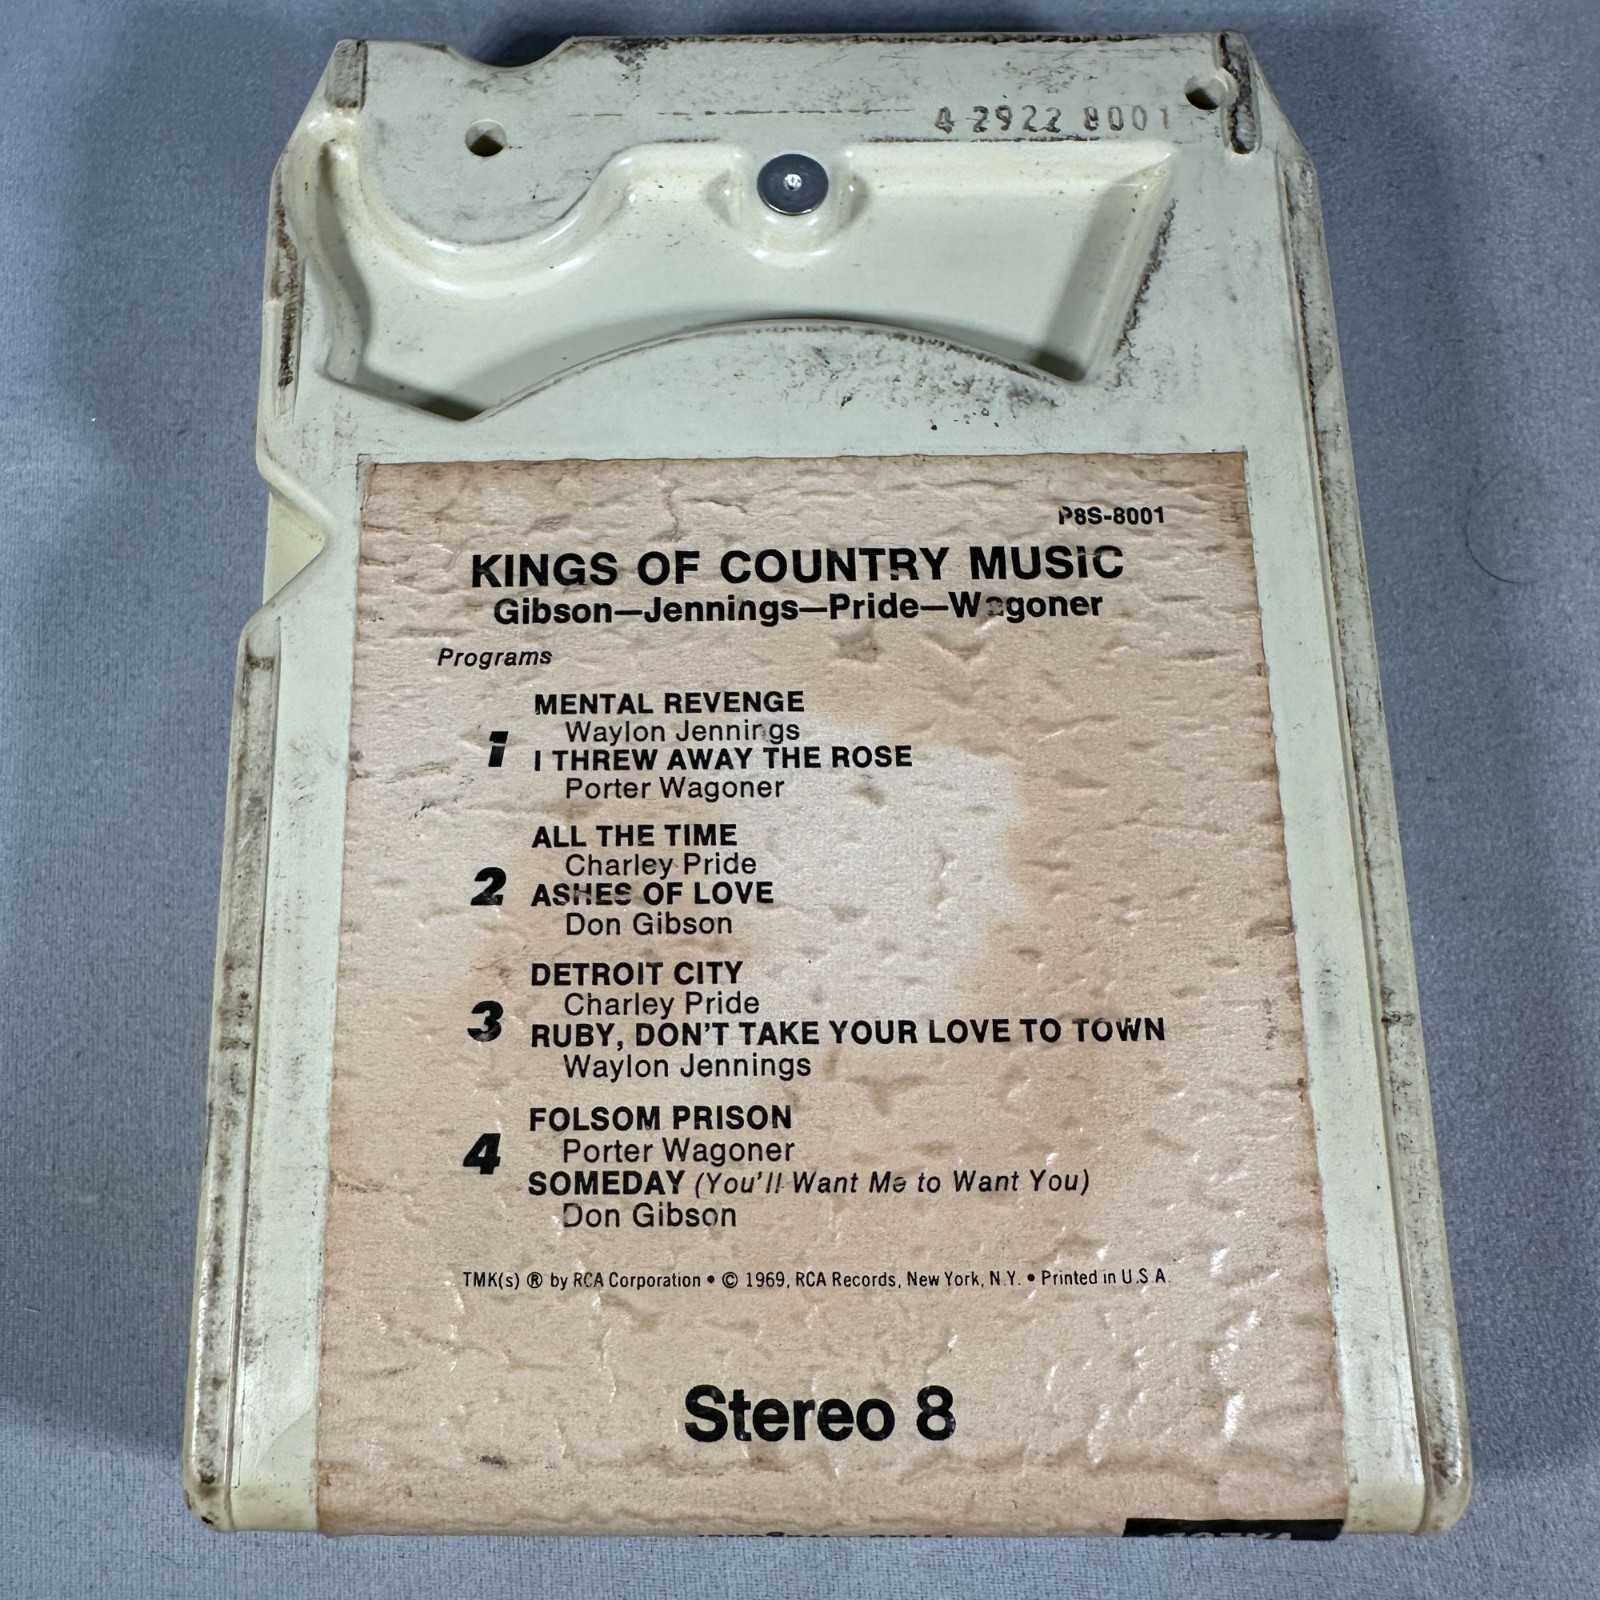 4 2922 8001
P8S-8001
KINGS OF COUNTRY MUSIC
Gibson—Jennings—Pride—Wagoner
Programs
1
MENTAL REVENGE
Waylon Jennings
I THREW AWAY THE ROSE
Porter Wagoner
2
ALL THE TIME
Charley Pride
ASHES OF LOVE
Don Gibson
3
DETROIT CITY
Charley Pride
RUBY, DON'T TAKE YOUR LOVE TO TOWN
Waylon Jennings
4
FOLSOM PRISON
Porter Wagoner
SOMEDAY (You'll Want Me to Want You)
Don Gibson
TMK(s) ® by RCA Corporation • © 1969, RCA Records, New York, N.Y. • Printed in U.S.A.
Stereo 8